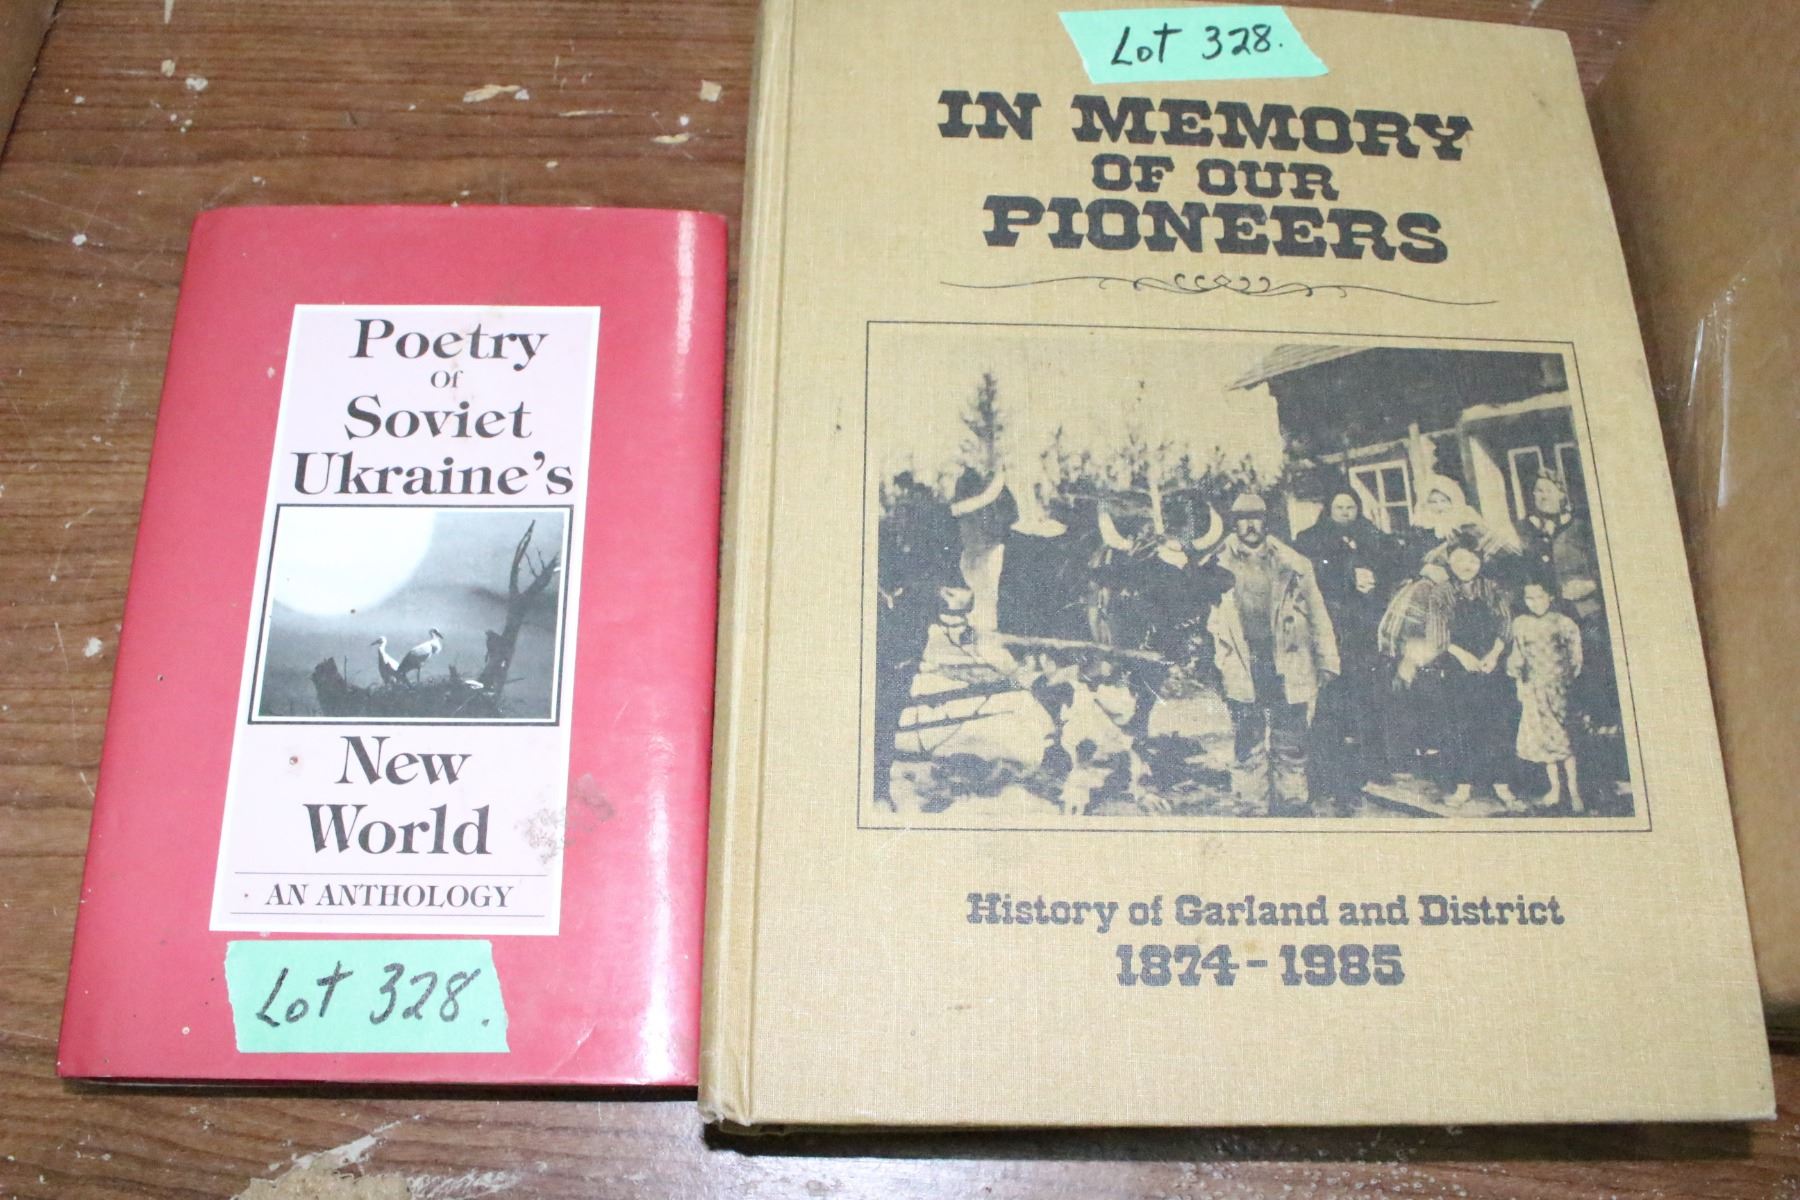 Poetry
Of
Soviet
Ukraine's
New
World
AN ANTHOLOGY
Lot 328.
Lot 328.
IN MEMORY
OF OUR
PIONEERS
History of Garland and District
1874-1985